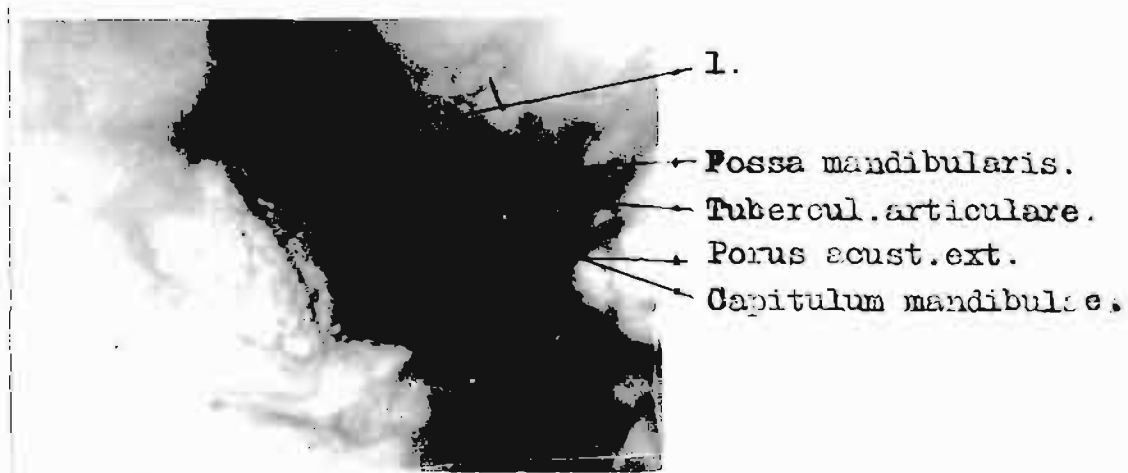 1.
Fossa mandibularis.
Tubercul.articulare.
Porus acust.ext.
Capitulum mandibulae.